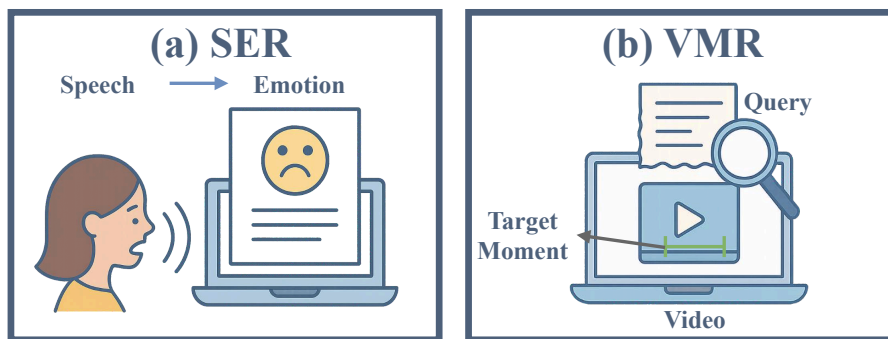 (a) SER
Speech
Emotion
(b) VMR
Query
Target
Moment
Video